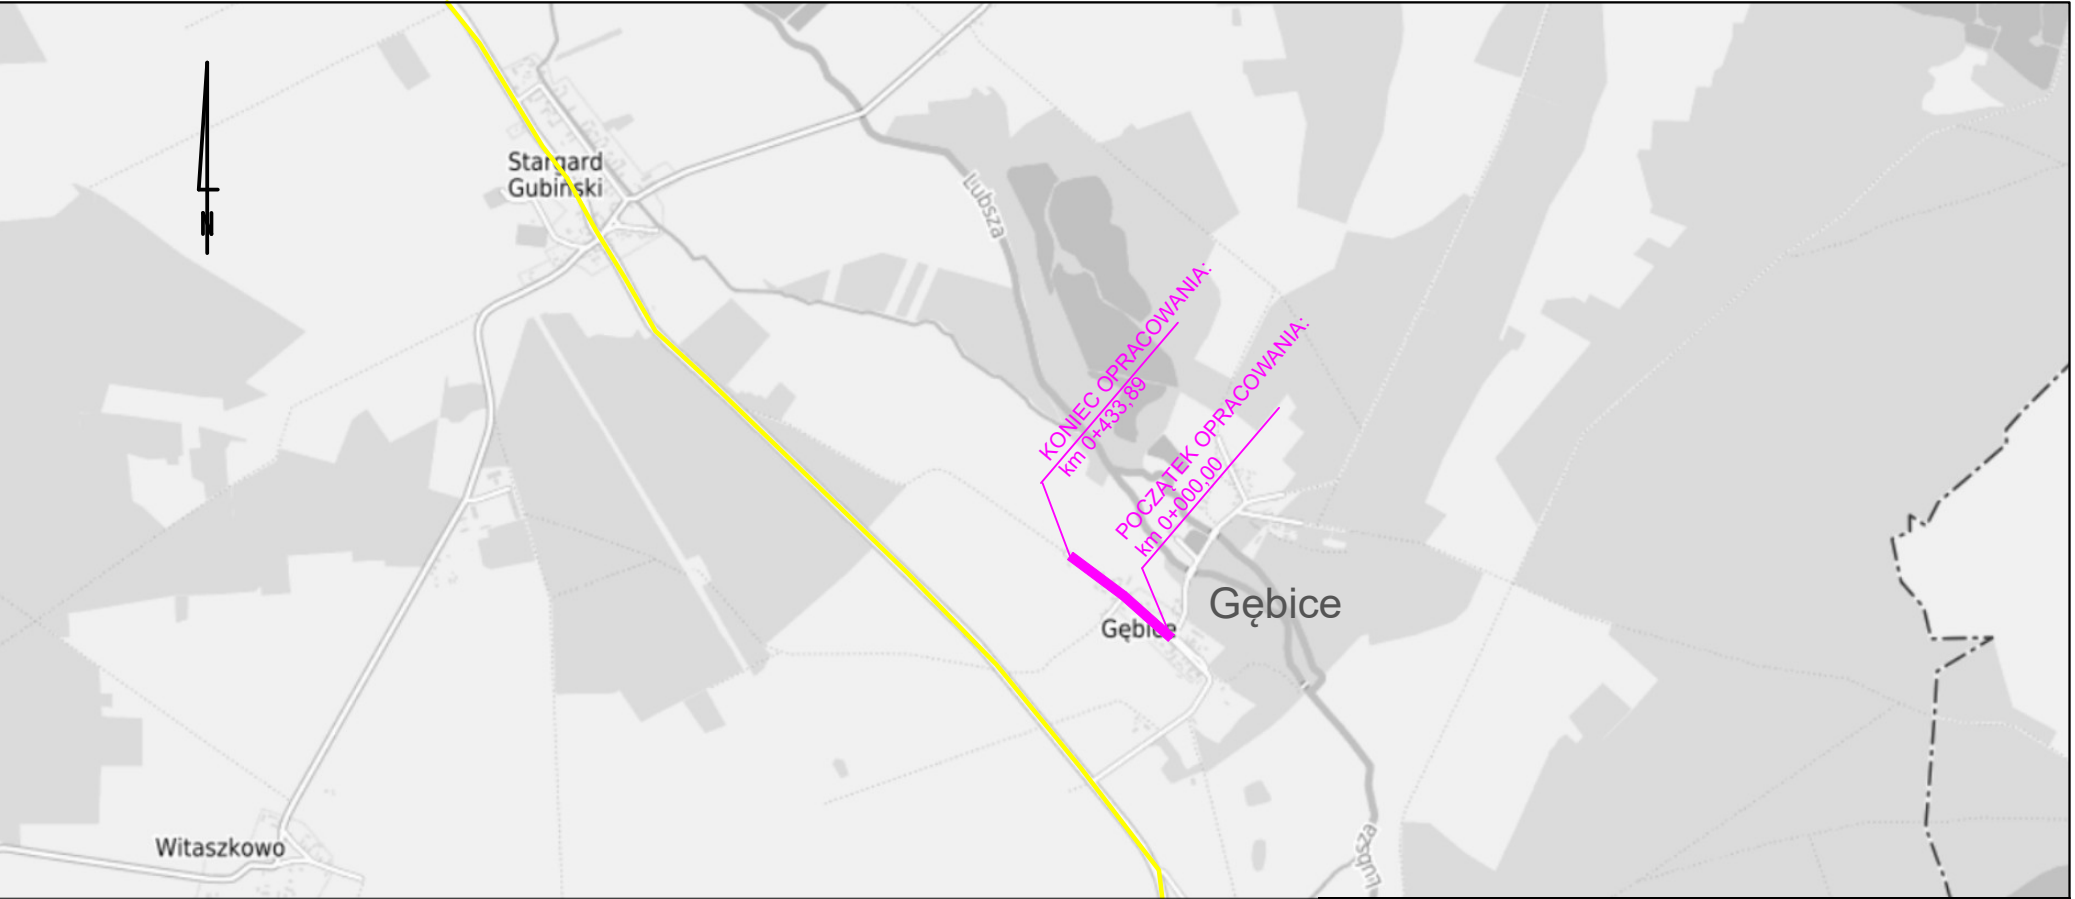 Stargard
Gubiński
N
Lubsza
KONIEC OPRACOWANIA:
km 0+433,89
POCZĄTEK OPRACOWANIA:
km 0+000,00
Gębice
Gębice
Witaszkowo
Lubsza